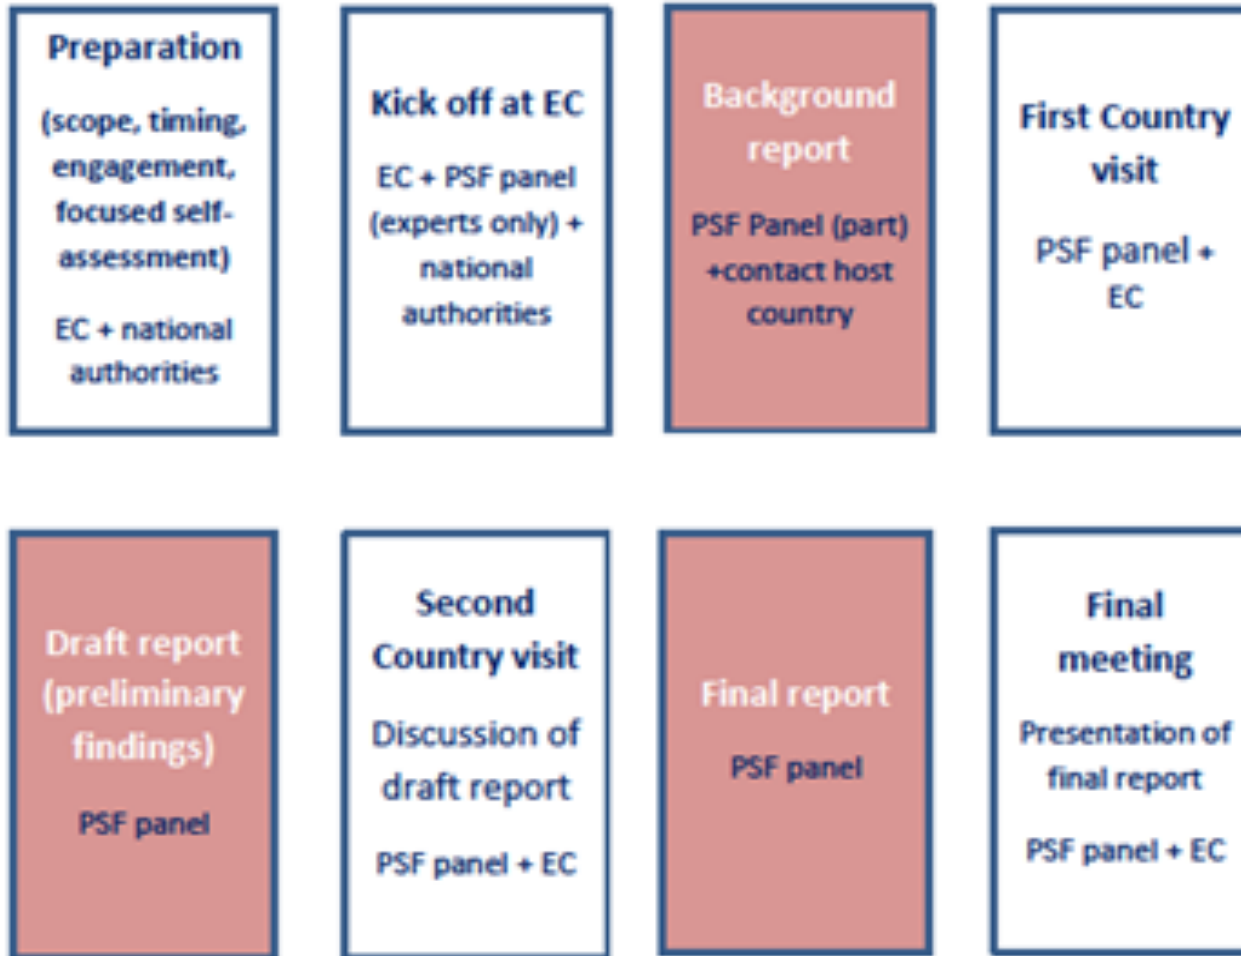 Preparation
(scope, timing,
engagement,
focused self-
assessment)
EC + national
authorities
Kick off at EC
EC + PSF panel
(experts only) +
national
authorities
Background
report
PSF Panel (part)
+contact host
country
First Country
visit
PSF panel +
EC
Draft report
(preliminary
findings)
PSF panel
Second
Country visit
Discussion of
draft report
PSF panel + EC
Final report
PSF panel
Final
meeting
Presentation of
final report
PSF panel + EC